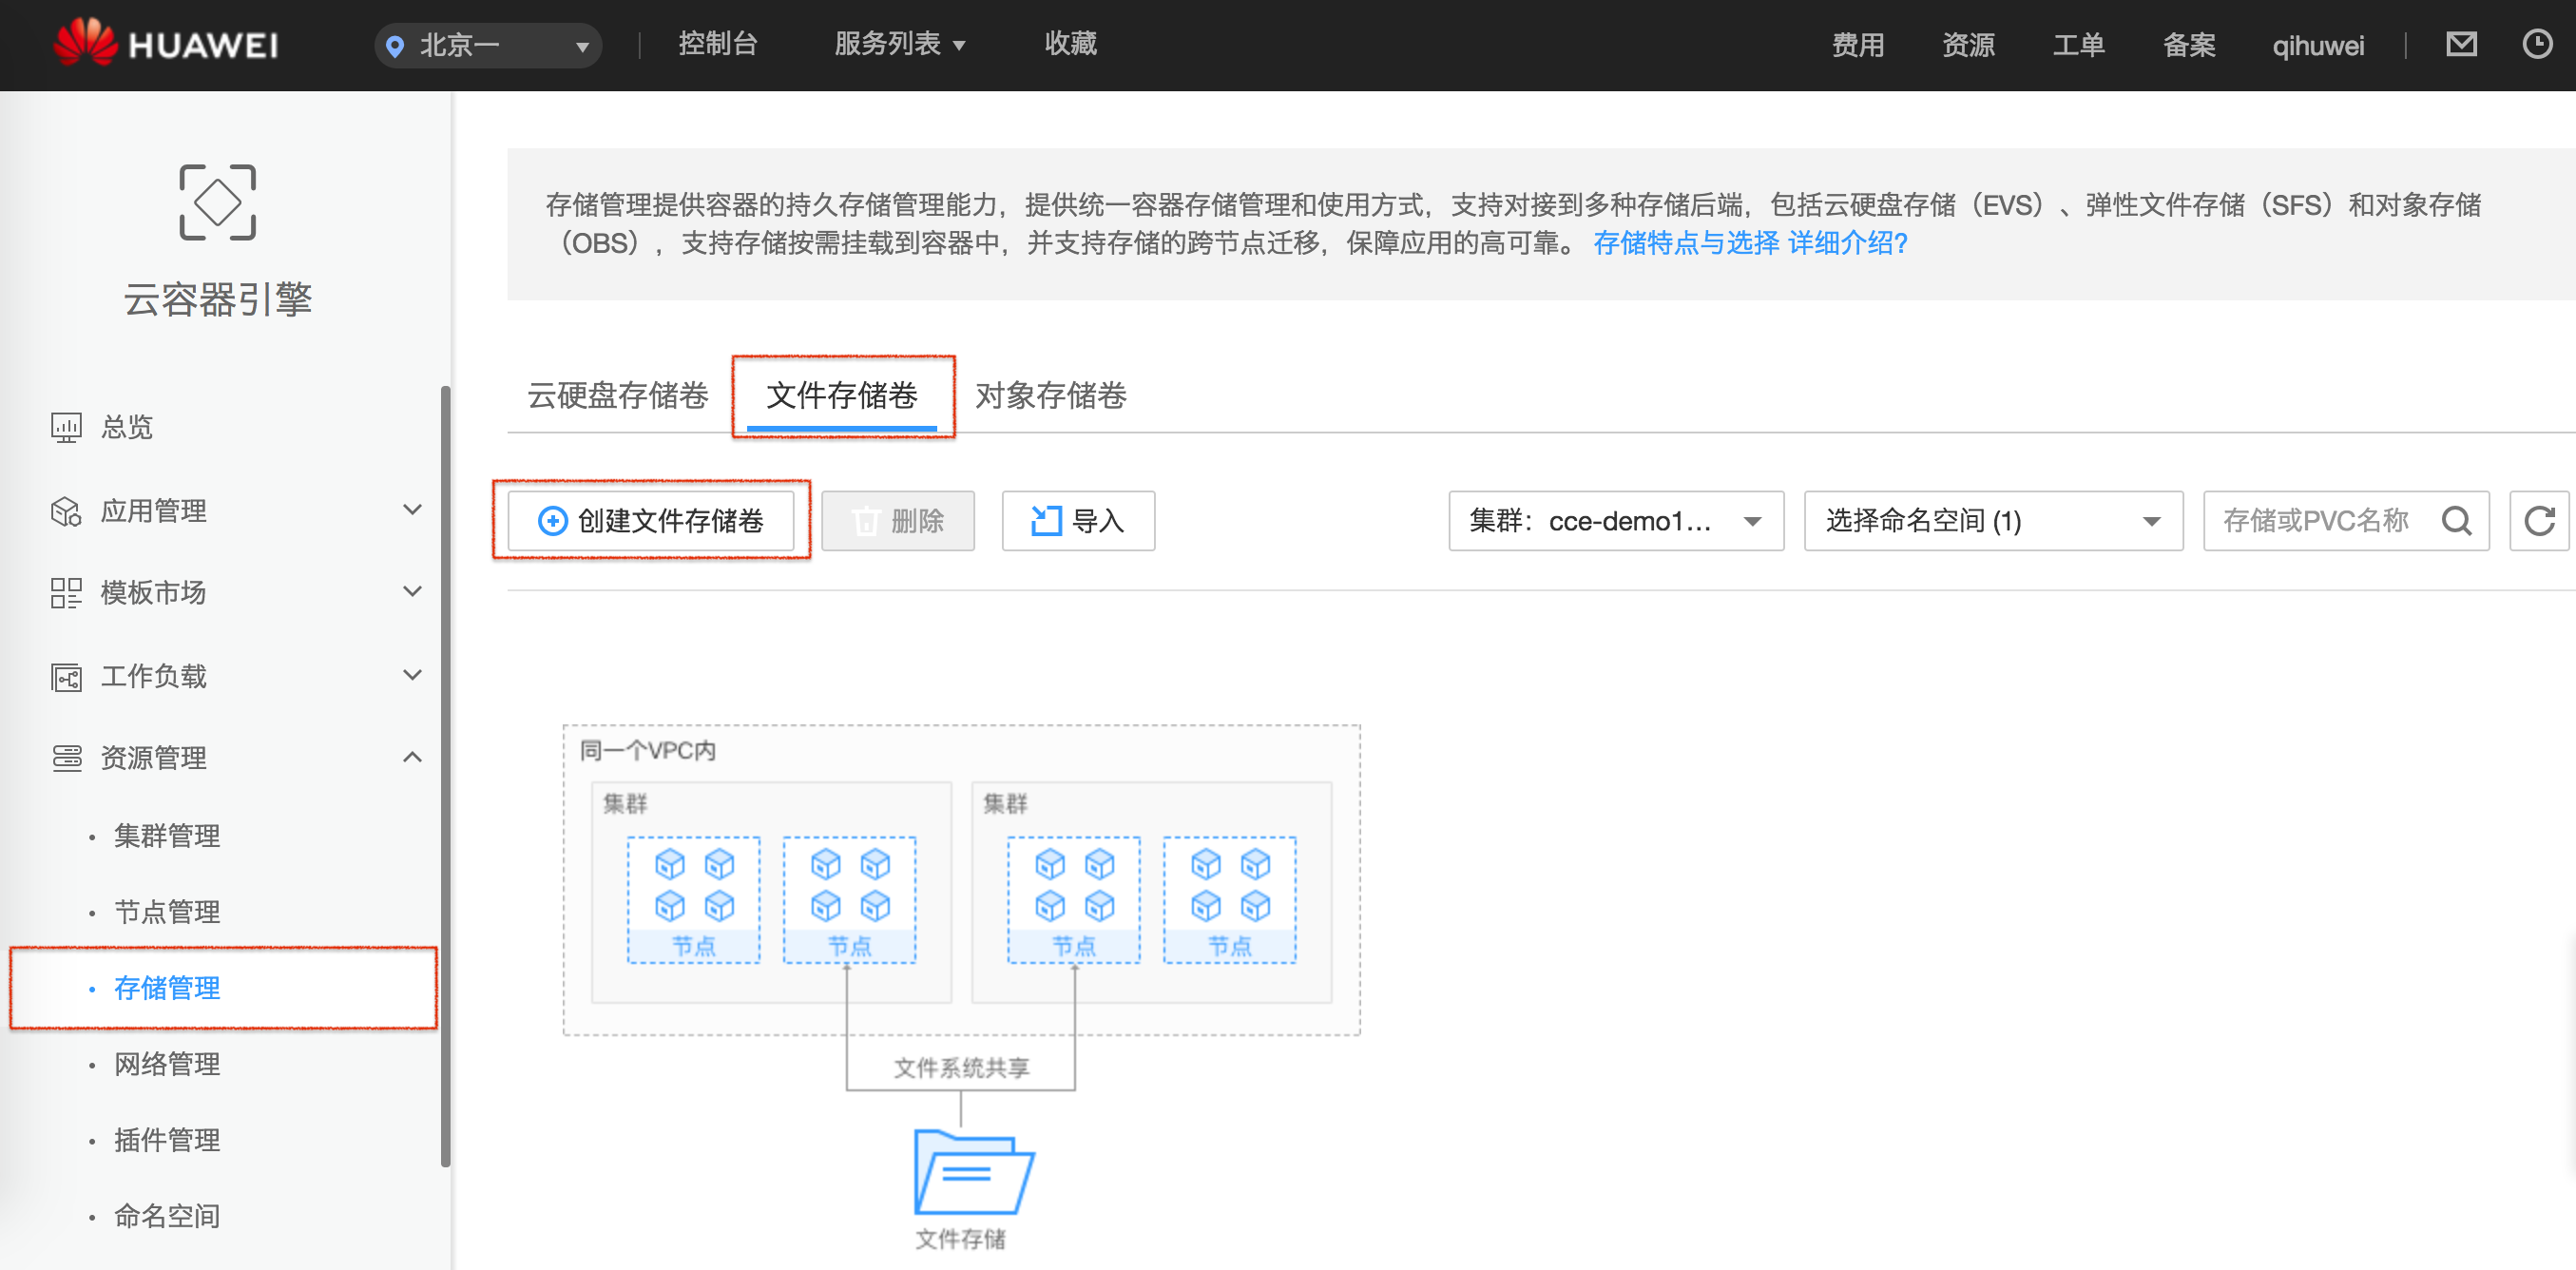 HUAWEI 北京一 控制台 服务列表 收藏 费用 资源 工单 备案 qihuwei
云容器引擎
总览
应用管理
模板市场
工作负载
资源管理
集群管理
节点管理
存储管理
网络管理
插件管理
命名空间
存储管理提供容器的持久存储管理能力，提供统一容器存储管理和使用方式，支持对接到多种存储后端，包括云硬盘存储（EVS）、弹性文件存储（SFS）和对象存储
（OBS），支持存储按需挂载到容器中，并支持存储的跨节点迁移，保障应用的高可靠。 存储特点与选择 详细介绍?
云硬盘存储卷 文件存储卷 对象存储卷
创建文件存储卷 删除 导入 集群： cce-demo1... 选择命名空间 (1) 存储或PVC名称
同一个VPC内
集群 集群
节点 节点 节点 节点
文件系统共享
文件存储